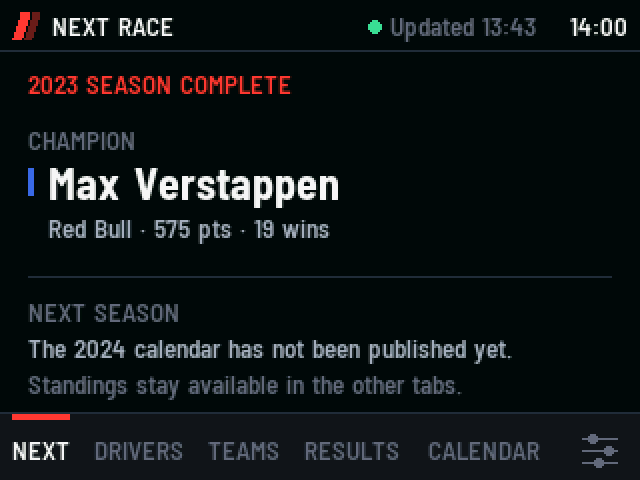 NEXT RACE
Updated 13:43
14:00
2023 SEASON COMPLETE
CHAMPION
Max Verstappen
Red Bull · 575 pts · 19 wins
NEXT SEASON
The 2024 calendar has not been published yet.
Standings stay available in the other tabs.
NEXT DRIVERS TEAMS RESULTS CALENDAR